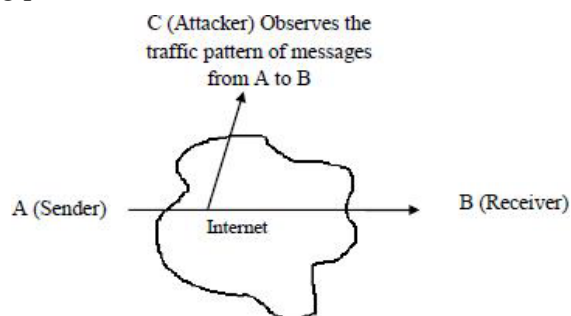 C (Attacker) Observes the
traffic pattern of messages
from A to B
A (Sender)
B (Receiver)
Internet